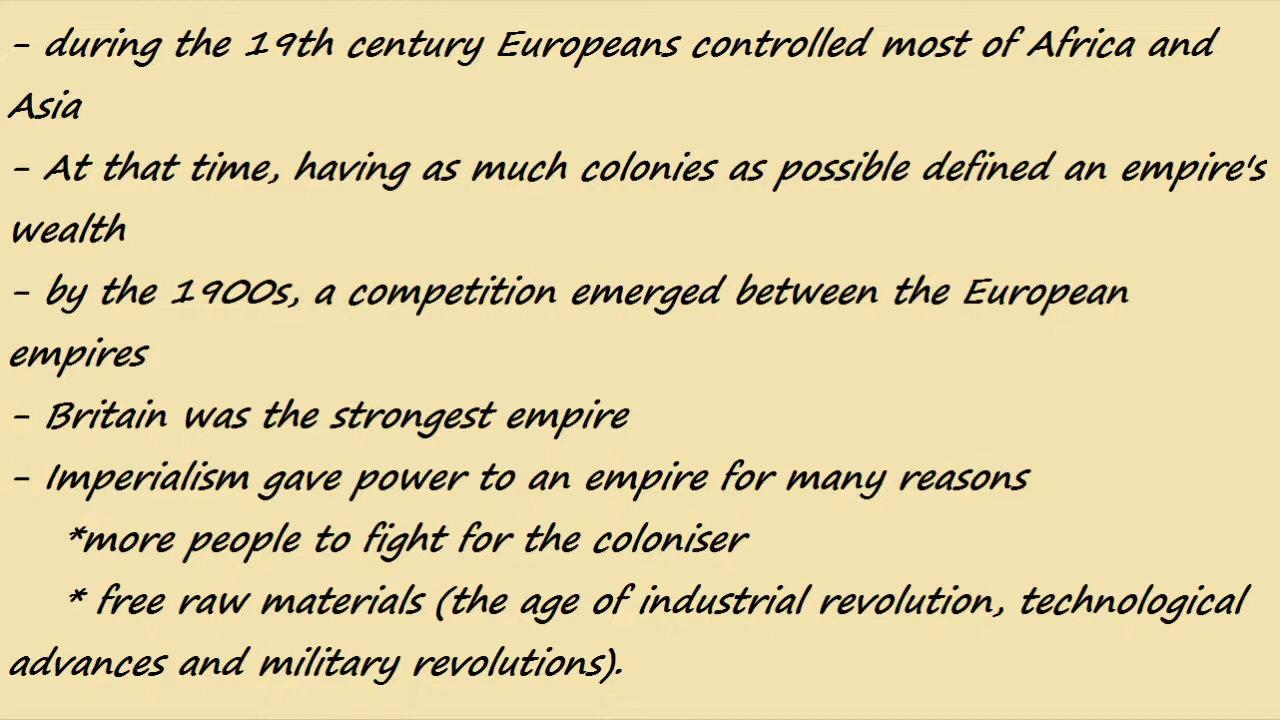 - during the 19th century Europeans controlled most of Africa and
Asia
- At that time, having as much colonies as possible defined an empire's
wealth
- by the 1900s, a competition emerged between the European
empires
- Britain was the strongest empire
- Imperialism gave power to an empire for many reasons
*more people to fight for the coloniser
* free raw materials (the age of industrial revolution, technological
advances and military revolutions).